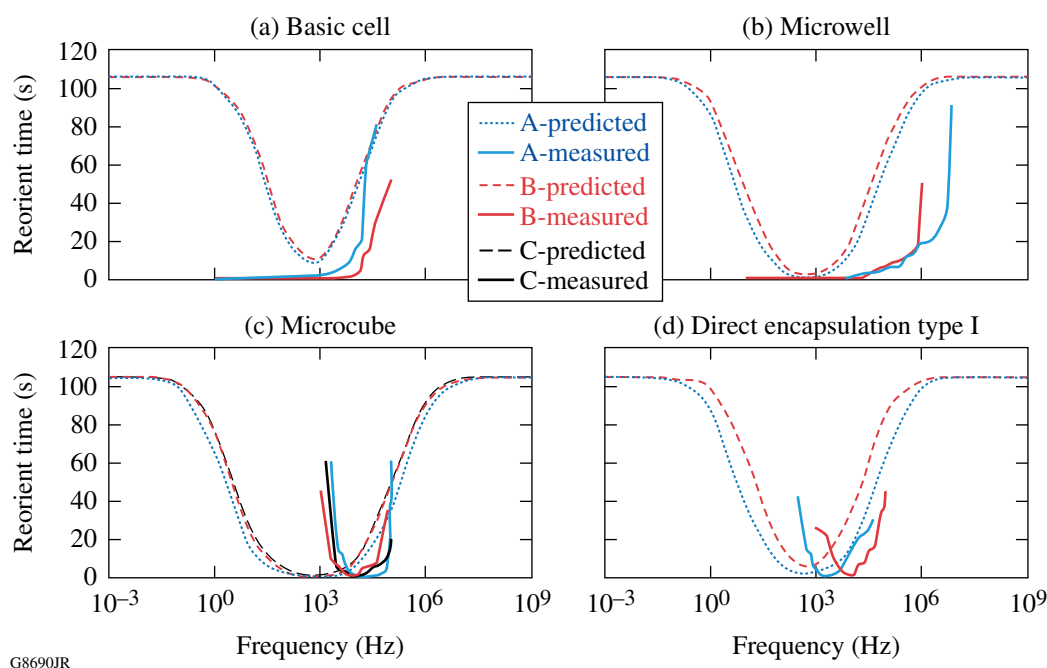 (a) Basic cell
(b) Microwell
Reorient time (s)
120
100
80
60
40
20
0
A-predicted
A-measured
B-predicted
B-measured
C-predicted
C-measured
(c) Microcube
(d) Direct encapsulation type I
Reorient time (s)
120
100
80
60
40
20
0
10⁻³ 10⁰ 10³ 10⁶ 10⁹
10⁻³ 10⁰ 10³ 10⁶ 10⁹
Frequency (Hz)
Frequency (Hz)
G8690JR